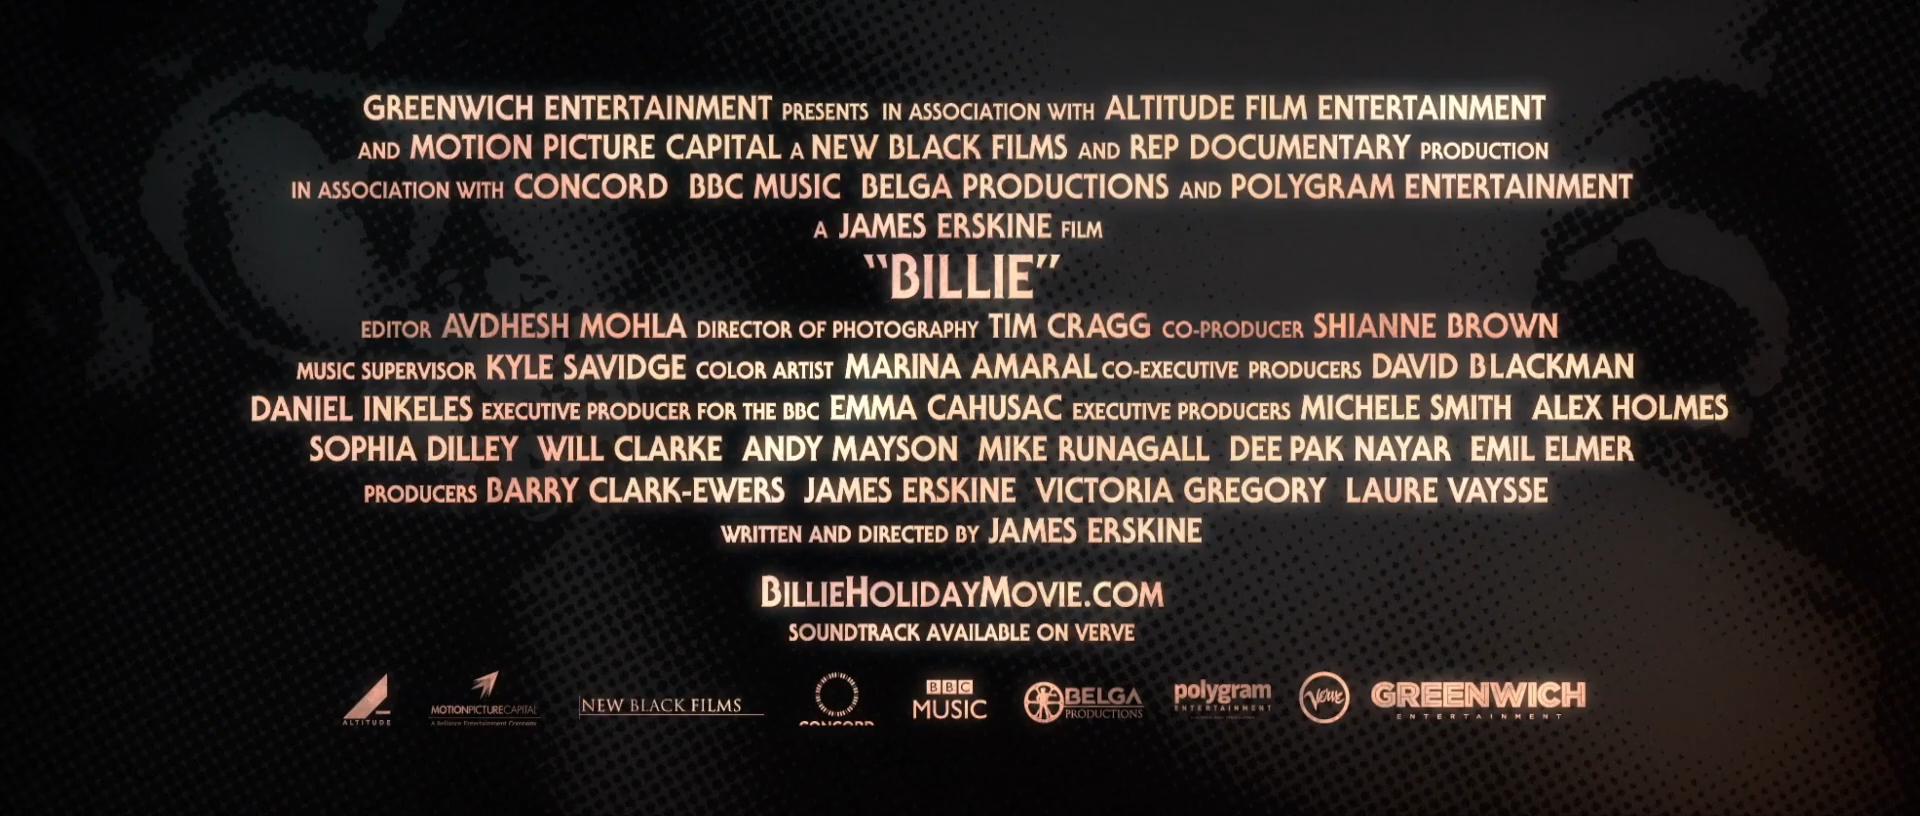 GREENWICH ENTERTAINMENT PRESENTS IN ASSOCIATION WITH ALTITUDE FILM ENTERTAINMENT
AND MOTION PICTURE CAPITAL A NEW BLACK FILMS AND REP DOCUMENTARY PRODUCTION
IN ASSOCIATION WITH CONCORD BBC MUSIC BELGA PRODUCTIONS AND POLYGRAM ENTERTAINMENT
A JAMES ERSKINE FILM
"BILLIE"
EDITOR AVDHESH MOHLA DIRECTOR OF PHOTOGRAPHY TIM CRAGG CO-PRODUCER SHIANNE BROWN
MUSIC SUPERVISOR KYLE SAVIDGE COLOR ARTIST MARINA AMARAL CO-EXECUTIVE PRODUCERS DAVID BLACKMAN
DANIEL INKELES EXECUTIVE PRODUCER FOR THE BBC EMMA CAHUSAC EXECUTIVE PRODUCERS MICHELE SMITH ALEX HOLMES
SOPHIA DILLEY WILL CLARKE ANDY MAYSON MIKE RUNAGALL DEE PAK NAYAR EMIL ELMER
PRODUCERS BARRY CLARK-EWERS JAMES ERSKINE VICTORIA GREGORY LAURE VAYSSE
WRITTEN AND DIRECTED BY JAMES ERSKINE
BILLIEHOLIDAYMOVIE.COM
SOUNDTRACK AVAILABLE ON VERVE
ALTITUDE
MOTIONPICTURECAPITAL
A Reliance Entertainment Company
NEW BLACK FILMS
CONCORD
BBC
MUSIC
BELGA
PRODUCTIONS
polygram
ENTERTAINMENT
Verve
GREENWICH
ENTERTAINMENT